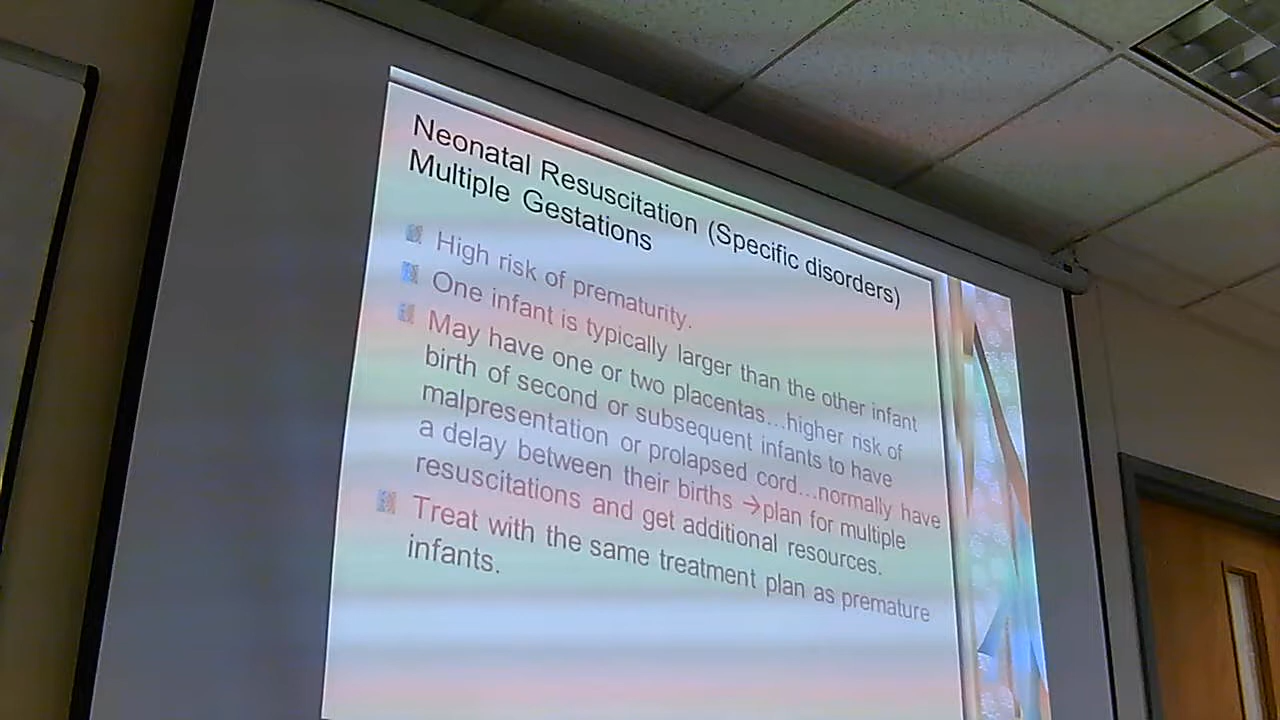 Neonatal Resuscitation (Specific disorders)
Multiple Gestations
High risk of prematurity.
One infant is typically larger than the other infant
May have one or two placentas...higher risk of
birth of second or subsequent infants to have
malpresentation or prolapsed cord...normally have
a delay between their births →plan for multiple
resuscitations and get additional resources.
Treat with the same treatment plan as premature
infants.